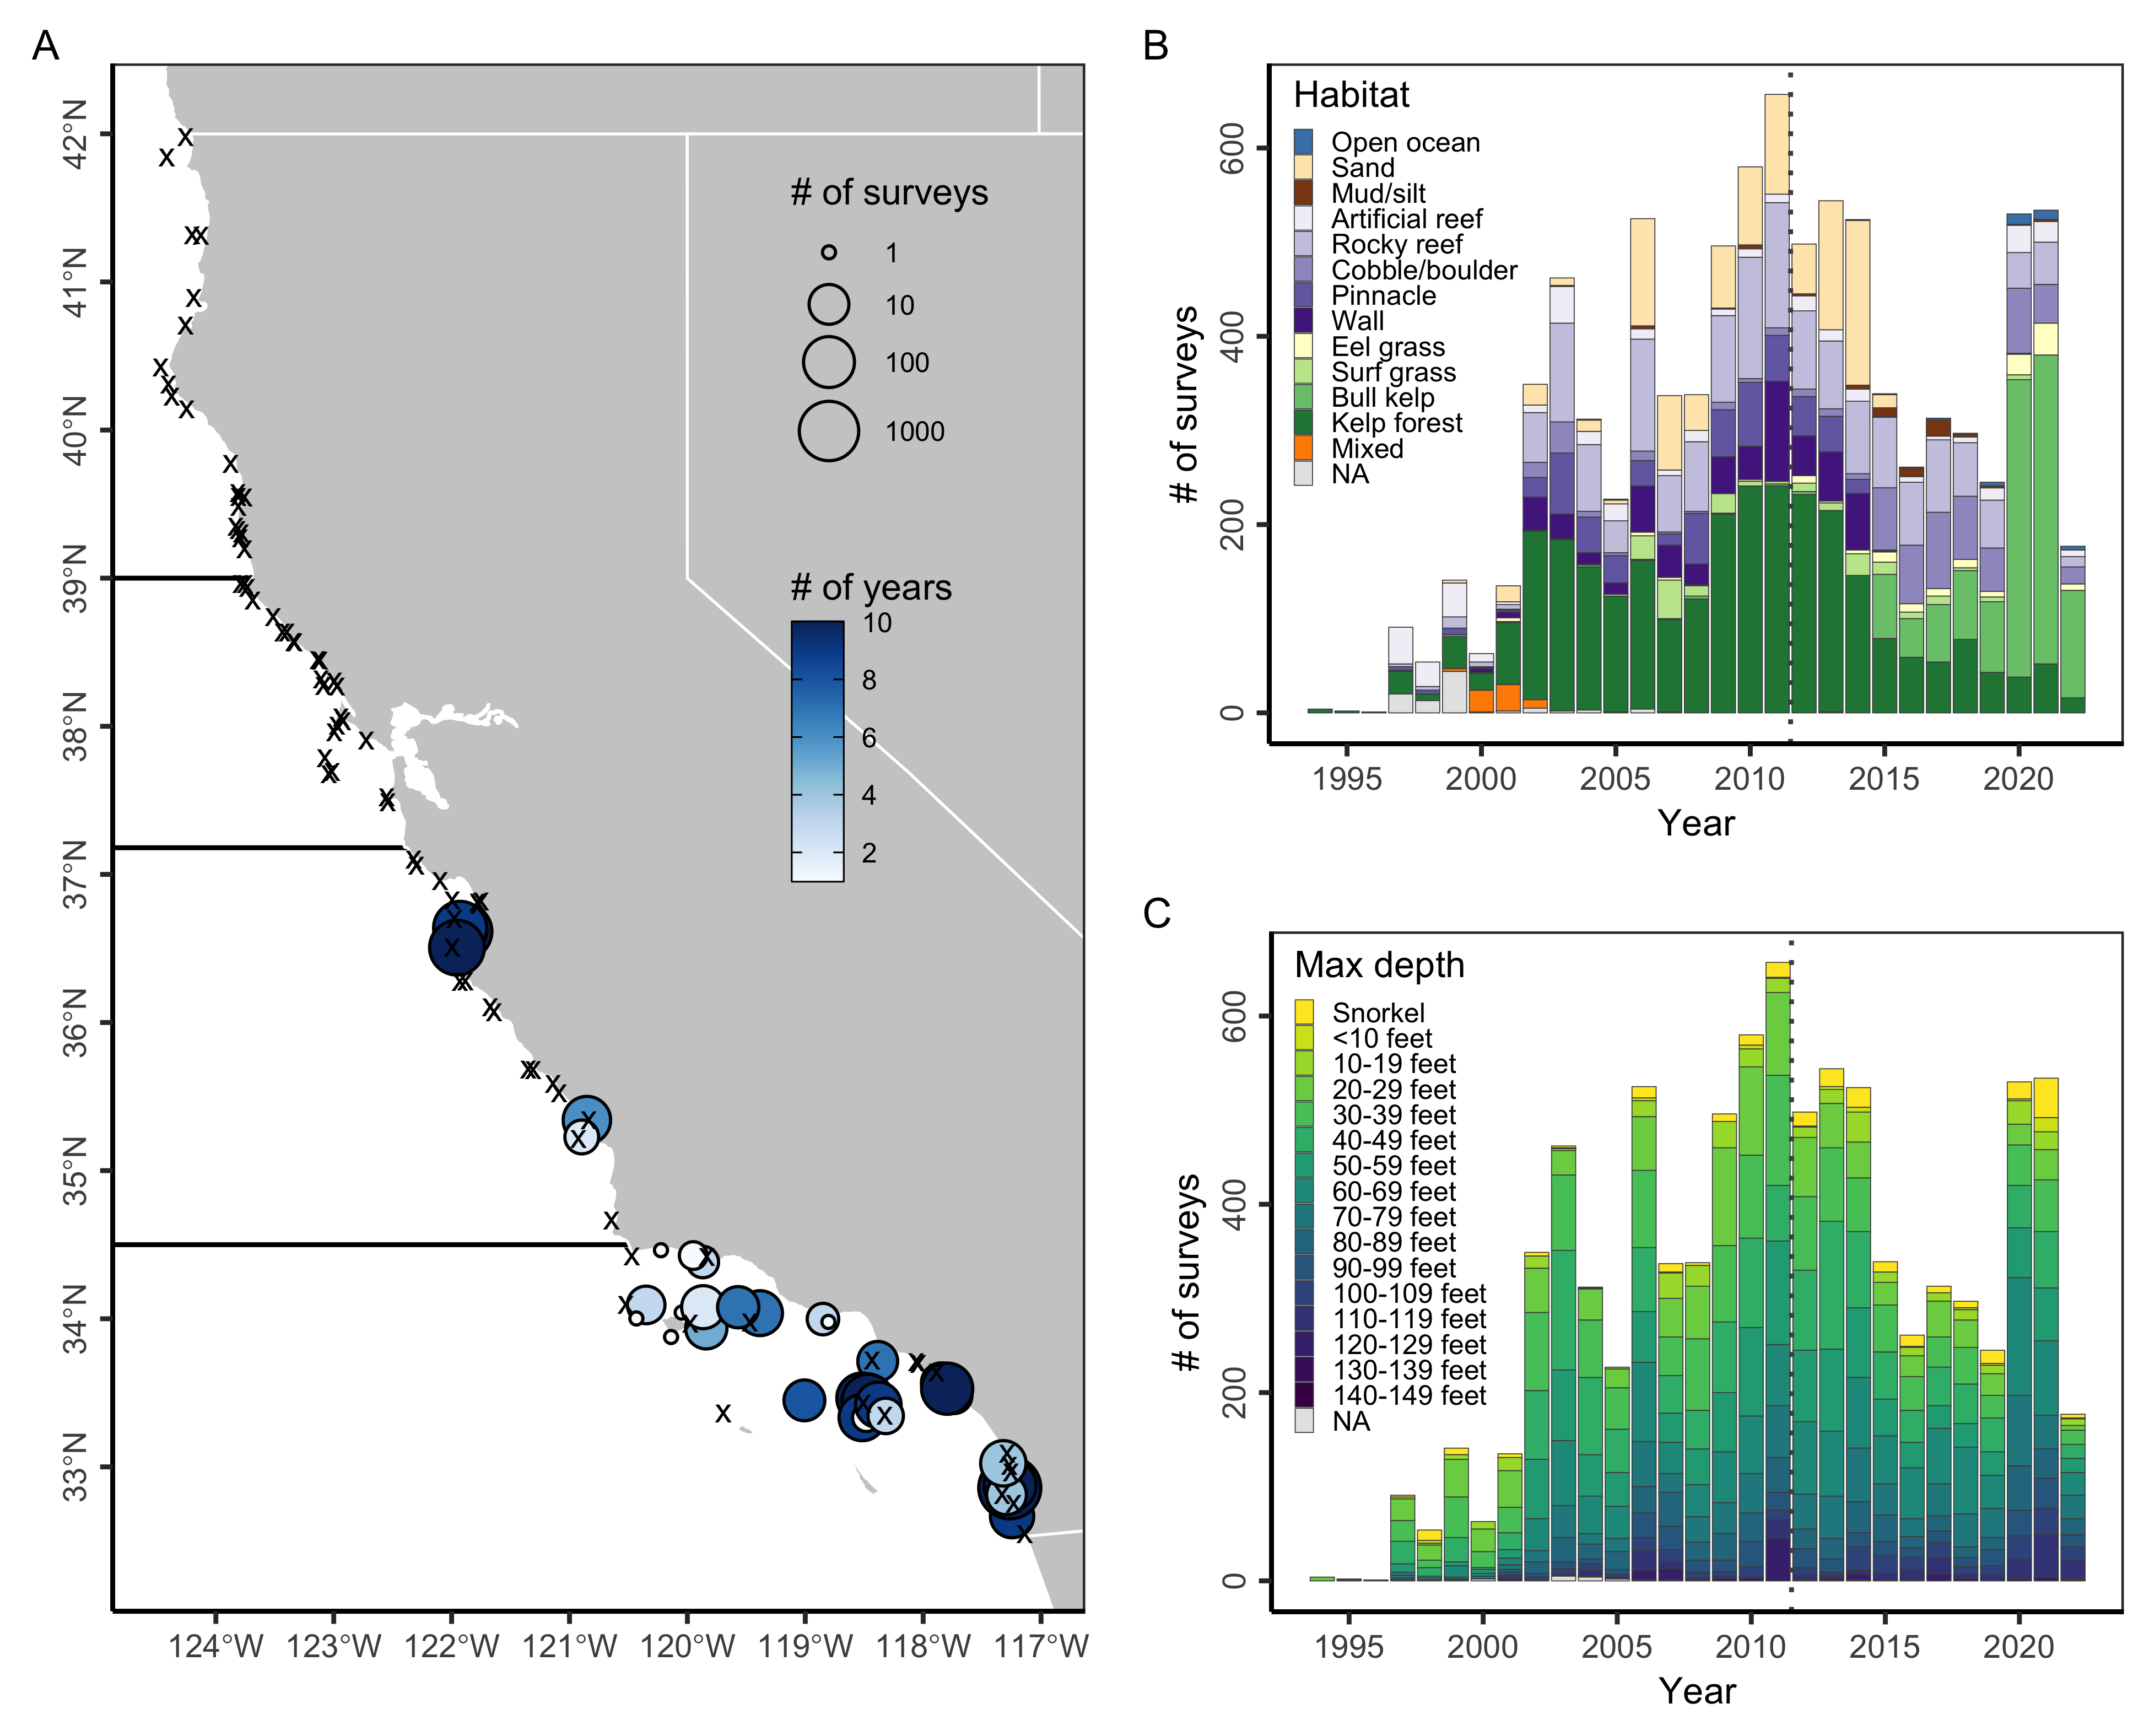 A
42°N
41°N
40°N
39°N
38°N
37°N
36°N
35°N
34°N
33°N
124°W 123°W 122°W 121°W 120°W 119°W 118°W 117°W
# of surveys
1
10
100
1000
# of years
10
8
6
4
2
B
Habitat
Open ocean
Sand
Mud/silt
Artificial reef
Rocky reef
Cobble/boulder
Pinnacle
Wall
Eel grass
Surf grass
Bull kelp
Kelp forest
Mixed
NA
# of surveys
600
400
200
0
1995 2000 2005 2010 2015 2020
Year
C
Max depth
Snorkel
<10 feet
10-19 feet
20-29 feet
30-39 feet
40-49 feet
50-59 feet
60-69 feet
70-79 feet
80-89 feet
90-99 feet
100-109 feet
110-119 feet
120-129 feet
130-139 feet
140-149 feet
NA
# of surveys
600
400
200
0
1995 2000 2005 2010 2015 2020
Year